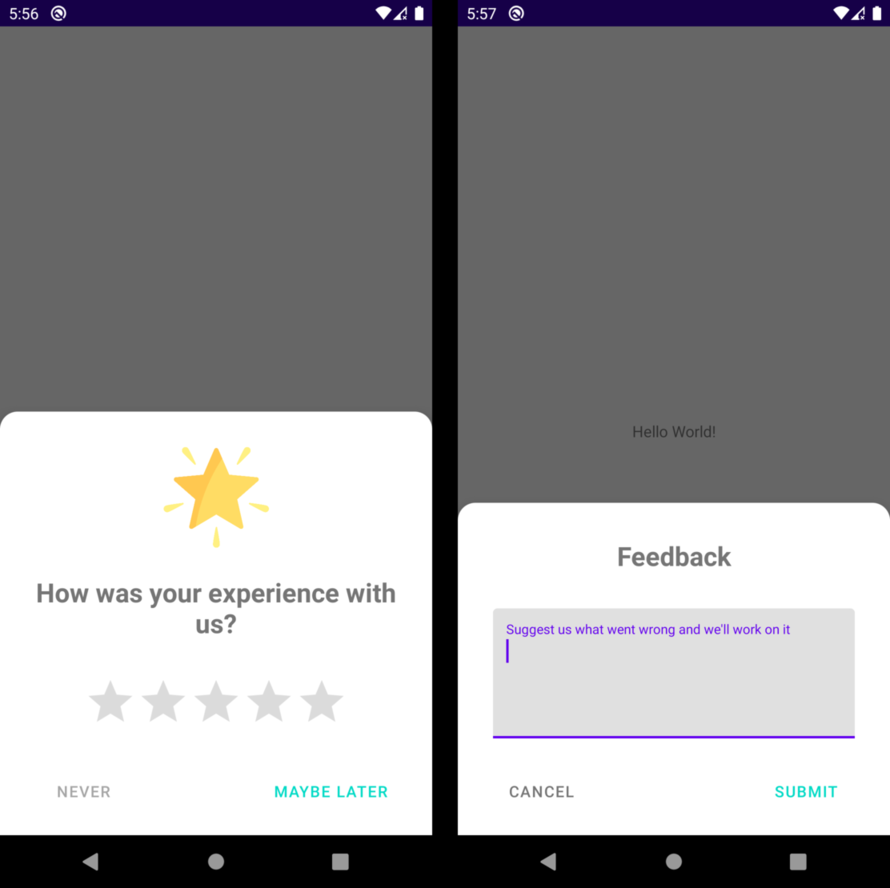 5:56
How was your experience with
us?
NEVER
MAYBE LATER
5:57
Hello World!
Feedback
Suggest us what went wrong and we'll work on it
CANCEL
SUBMIT